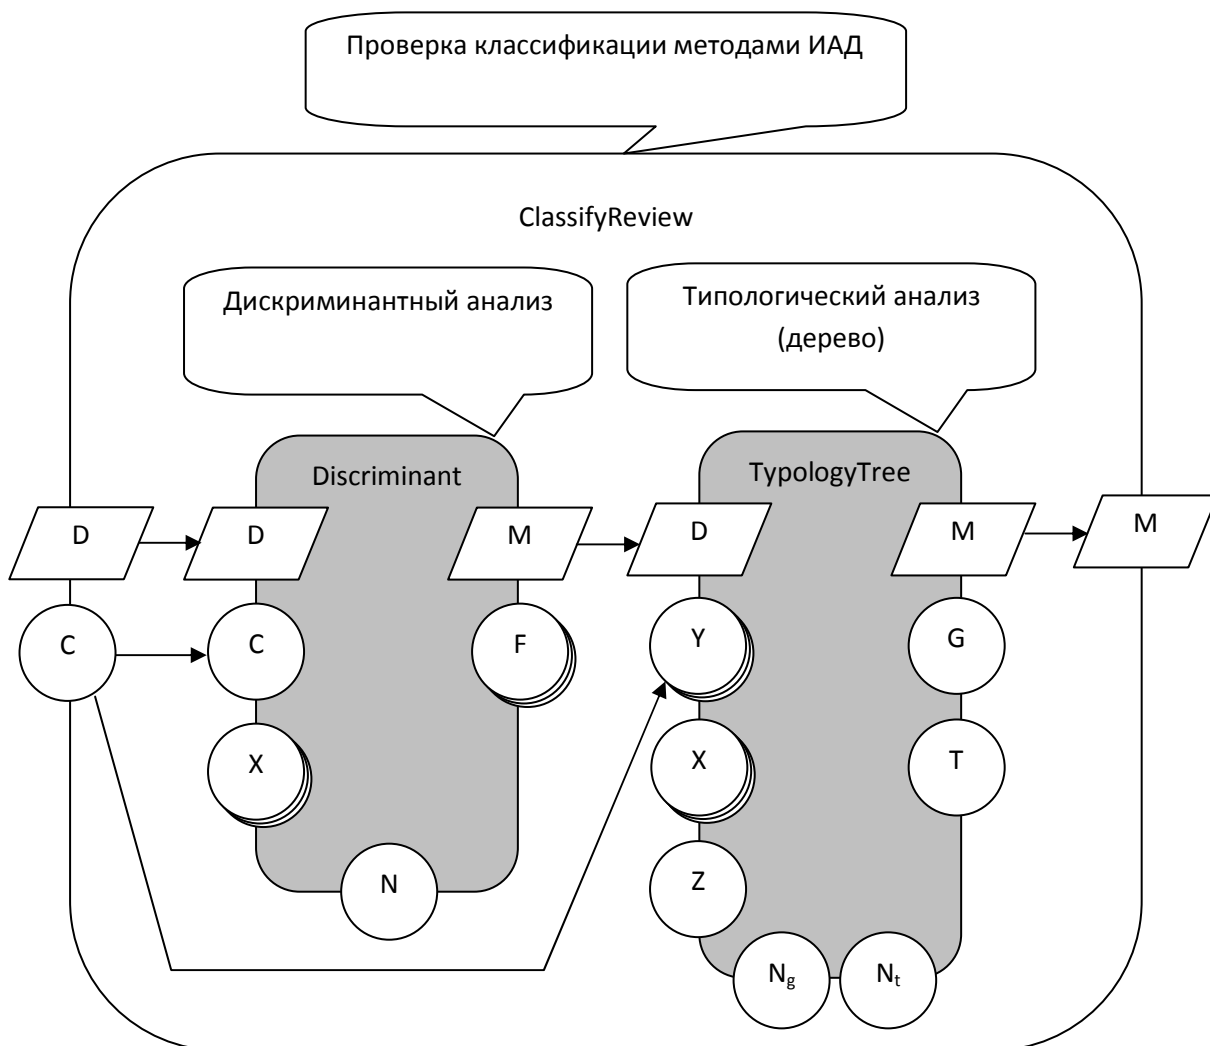 Проверка классификации методами ИАД
ClassifyReview
Дискриминантный анализ
Типологический анализ
(дерево)
Discriminant
TypologyTree
D
D
M
D
M
M
C
C
F
Y
G
X
X
T
N
Z
Ng
Nt